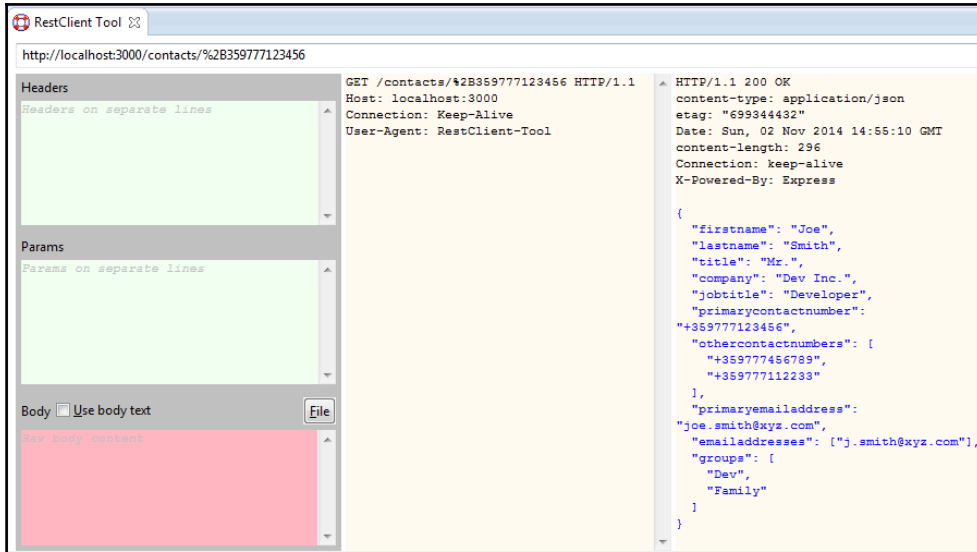 RestClient Tool
http://localhost:3000/contacts/%2B359777123456
Headers
Headers on separate lines
Params
Params on separate lines
Body Use body text File
Raw body content
GET /contacts/%2B359777123456 HTTP/1.1
Host: localhost:3000
Connection: Keep-Alive
User-Agent: RestClient-Tool
HTTP/1.1 200 OK
content-type: application/json
etag: "699344432"
Date: Sun, 02 Nov 2014 14:55:10 GMT
content-length: 296
Connection: keep-alive
X-Powered-By: Express
{
"firstname": "Joe",
"lastname": "Smith",
"title": "Mr.",
"company": "Dev Inc.",
"jobtitle": "Developer",
"primarycontactnumber":
"+359777123456",
"othercontactnumbers": [
"+359777456789",
"+359777112233"
],
"primaryemailaddress":
"joe.smith@xyz.com",
"emailaddresses": ["j.smith@xyz.com"],
"groups": [
"Dev",
"Family"
]
}